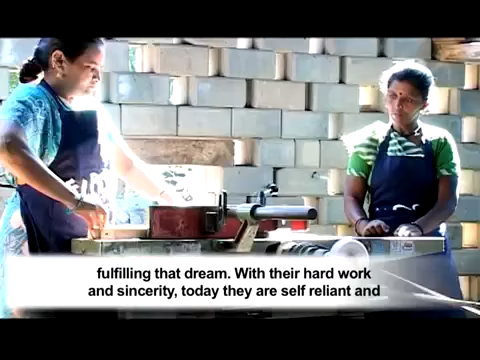 fulfilling that dream. With their hard work
and sincerity, today they are self reliant and